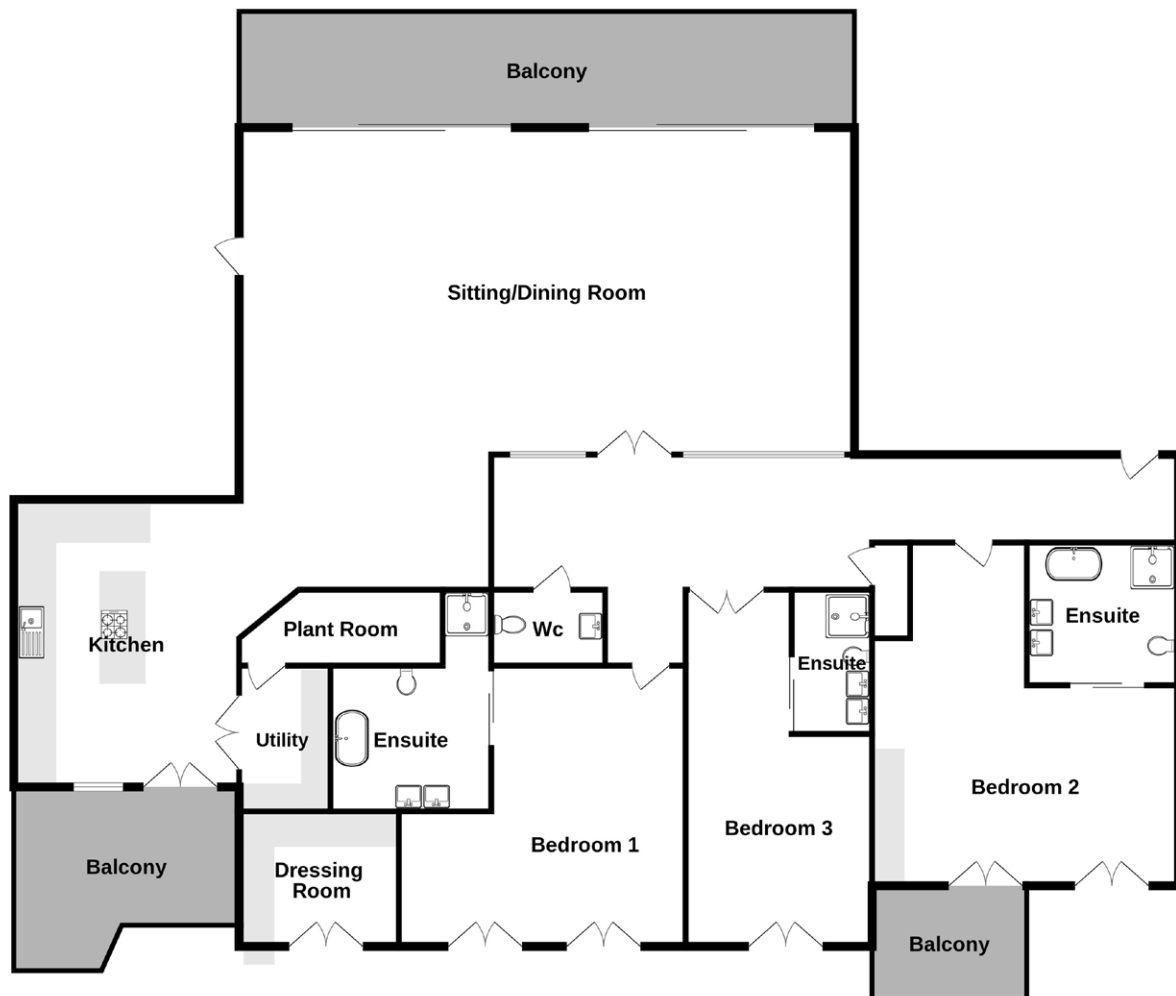 Balcony
Sitting/Dining Room
Kitchen
Plant Room
Wc
Ensuite
Ensuite
Utility
Ensuite
Bedroom 2
Bedroom 3
Bedroom 1
Balcony
Dressing
Room
Balcony